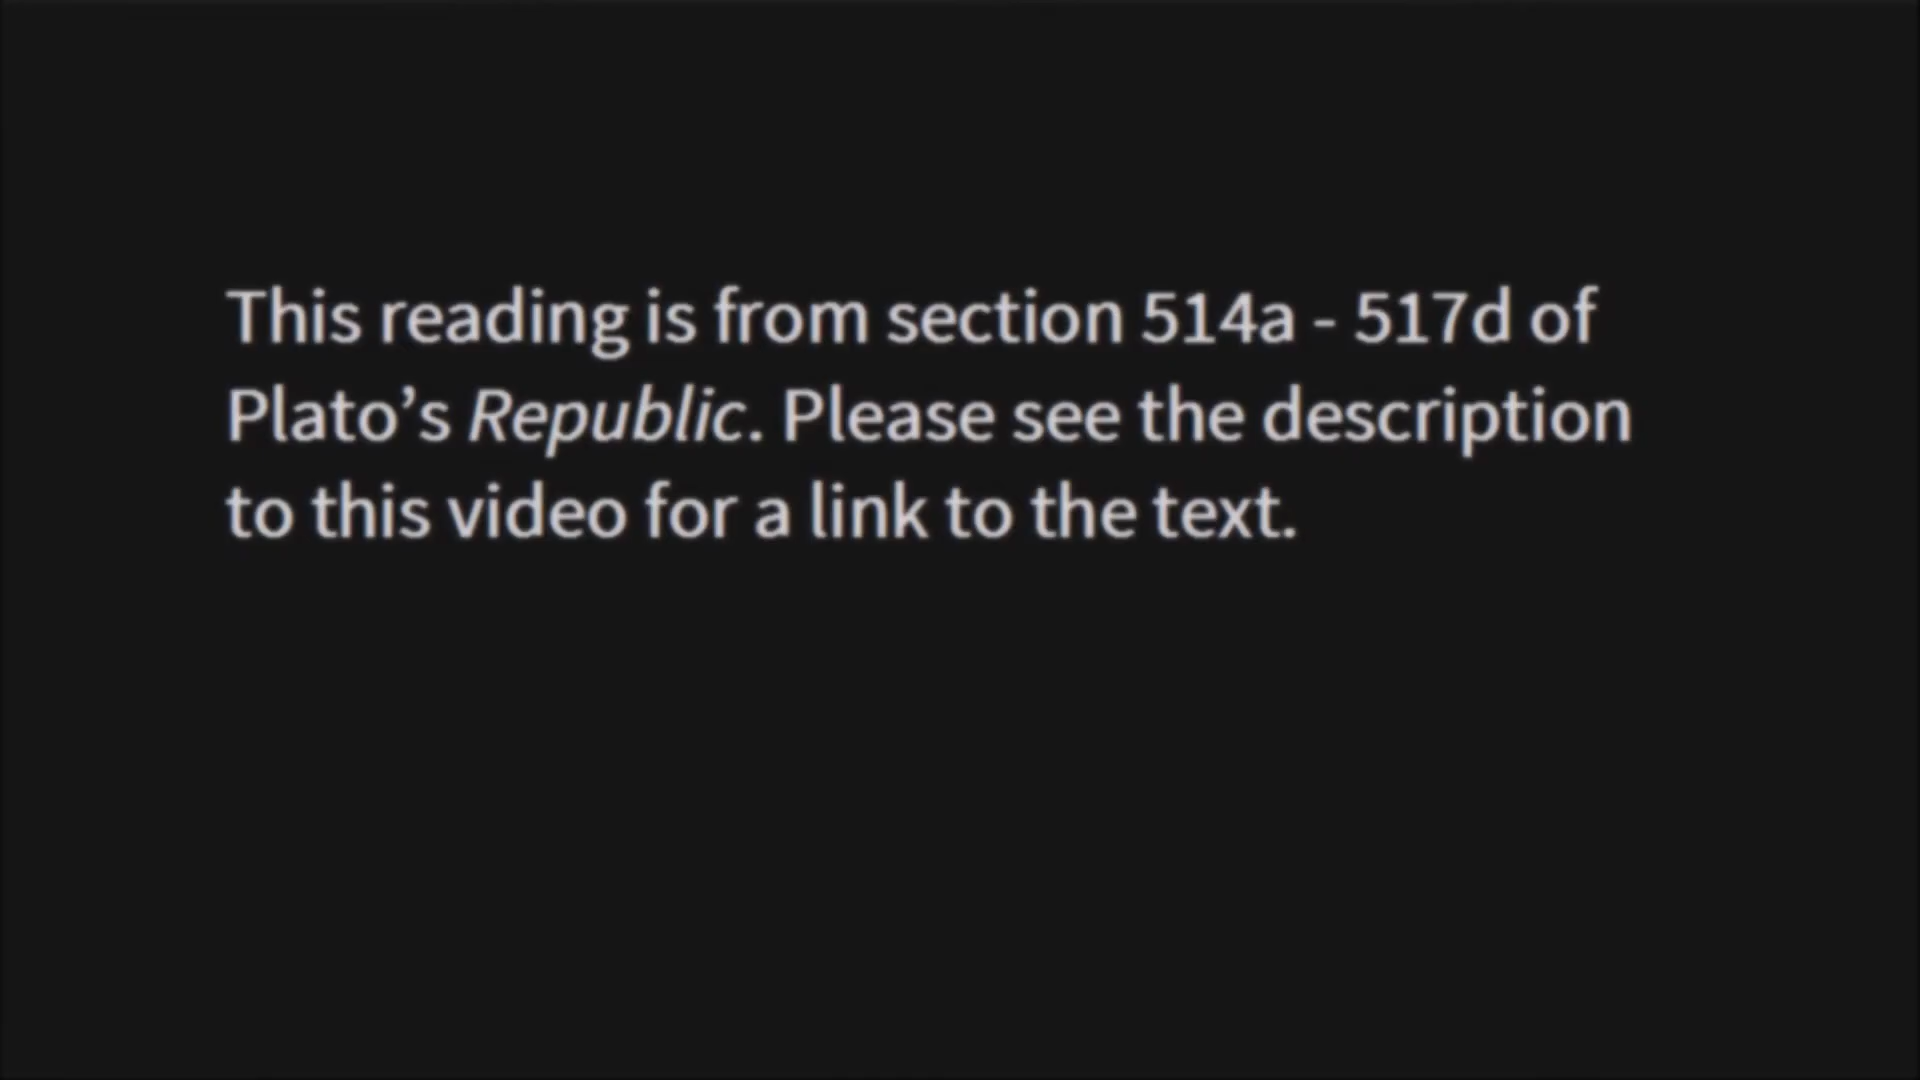 This reading is from section 514a - 517d of
Plato’s Republic. Please see the description
to this video for a link to the text.